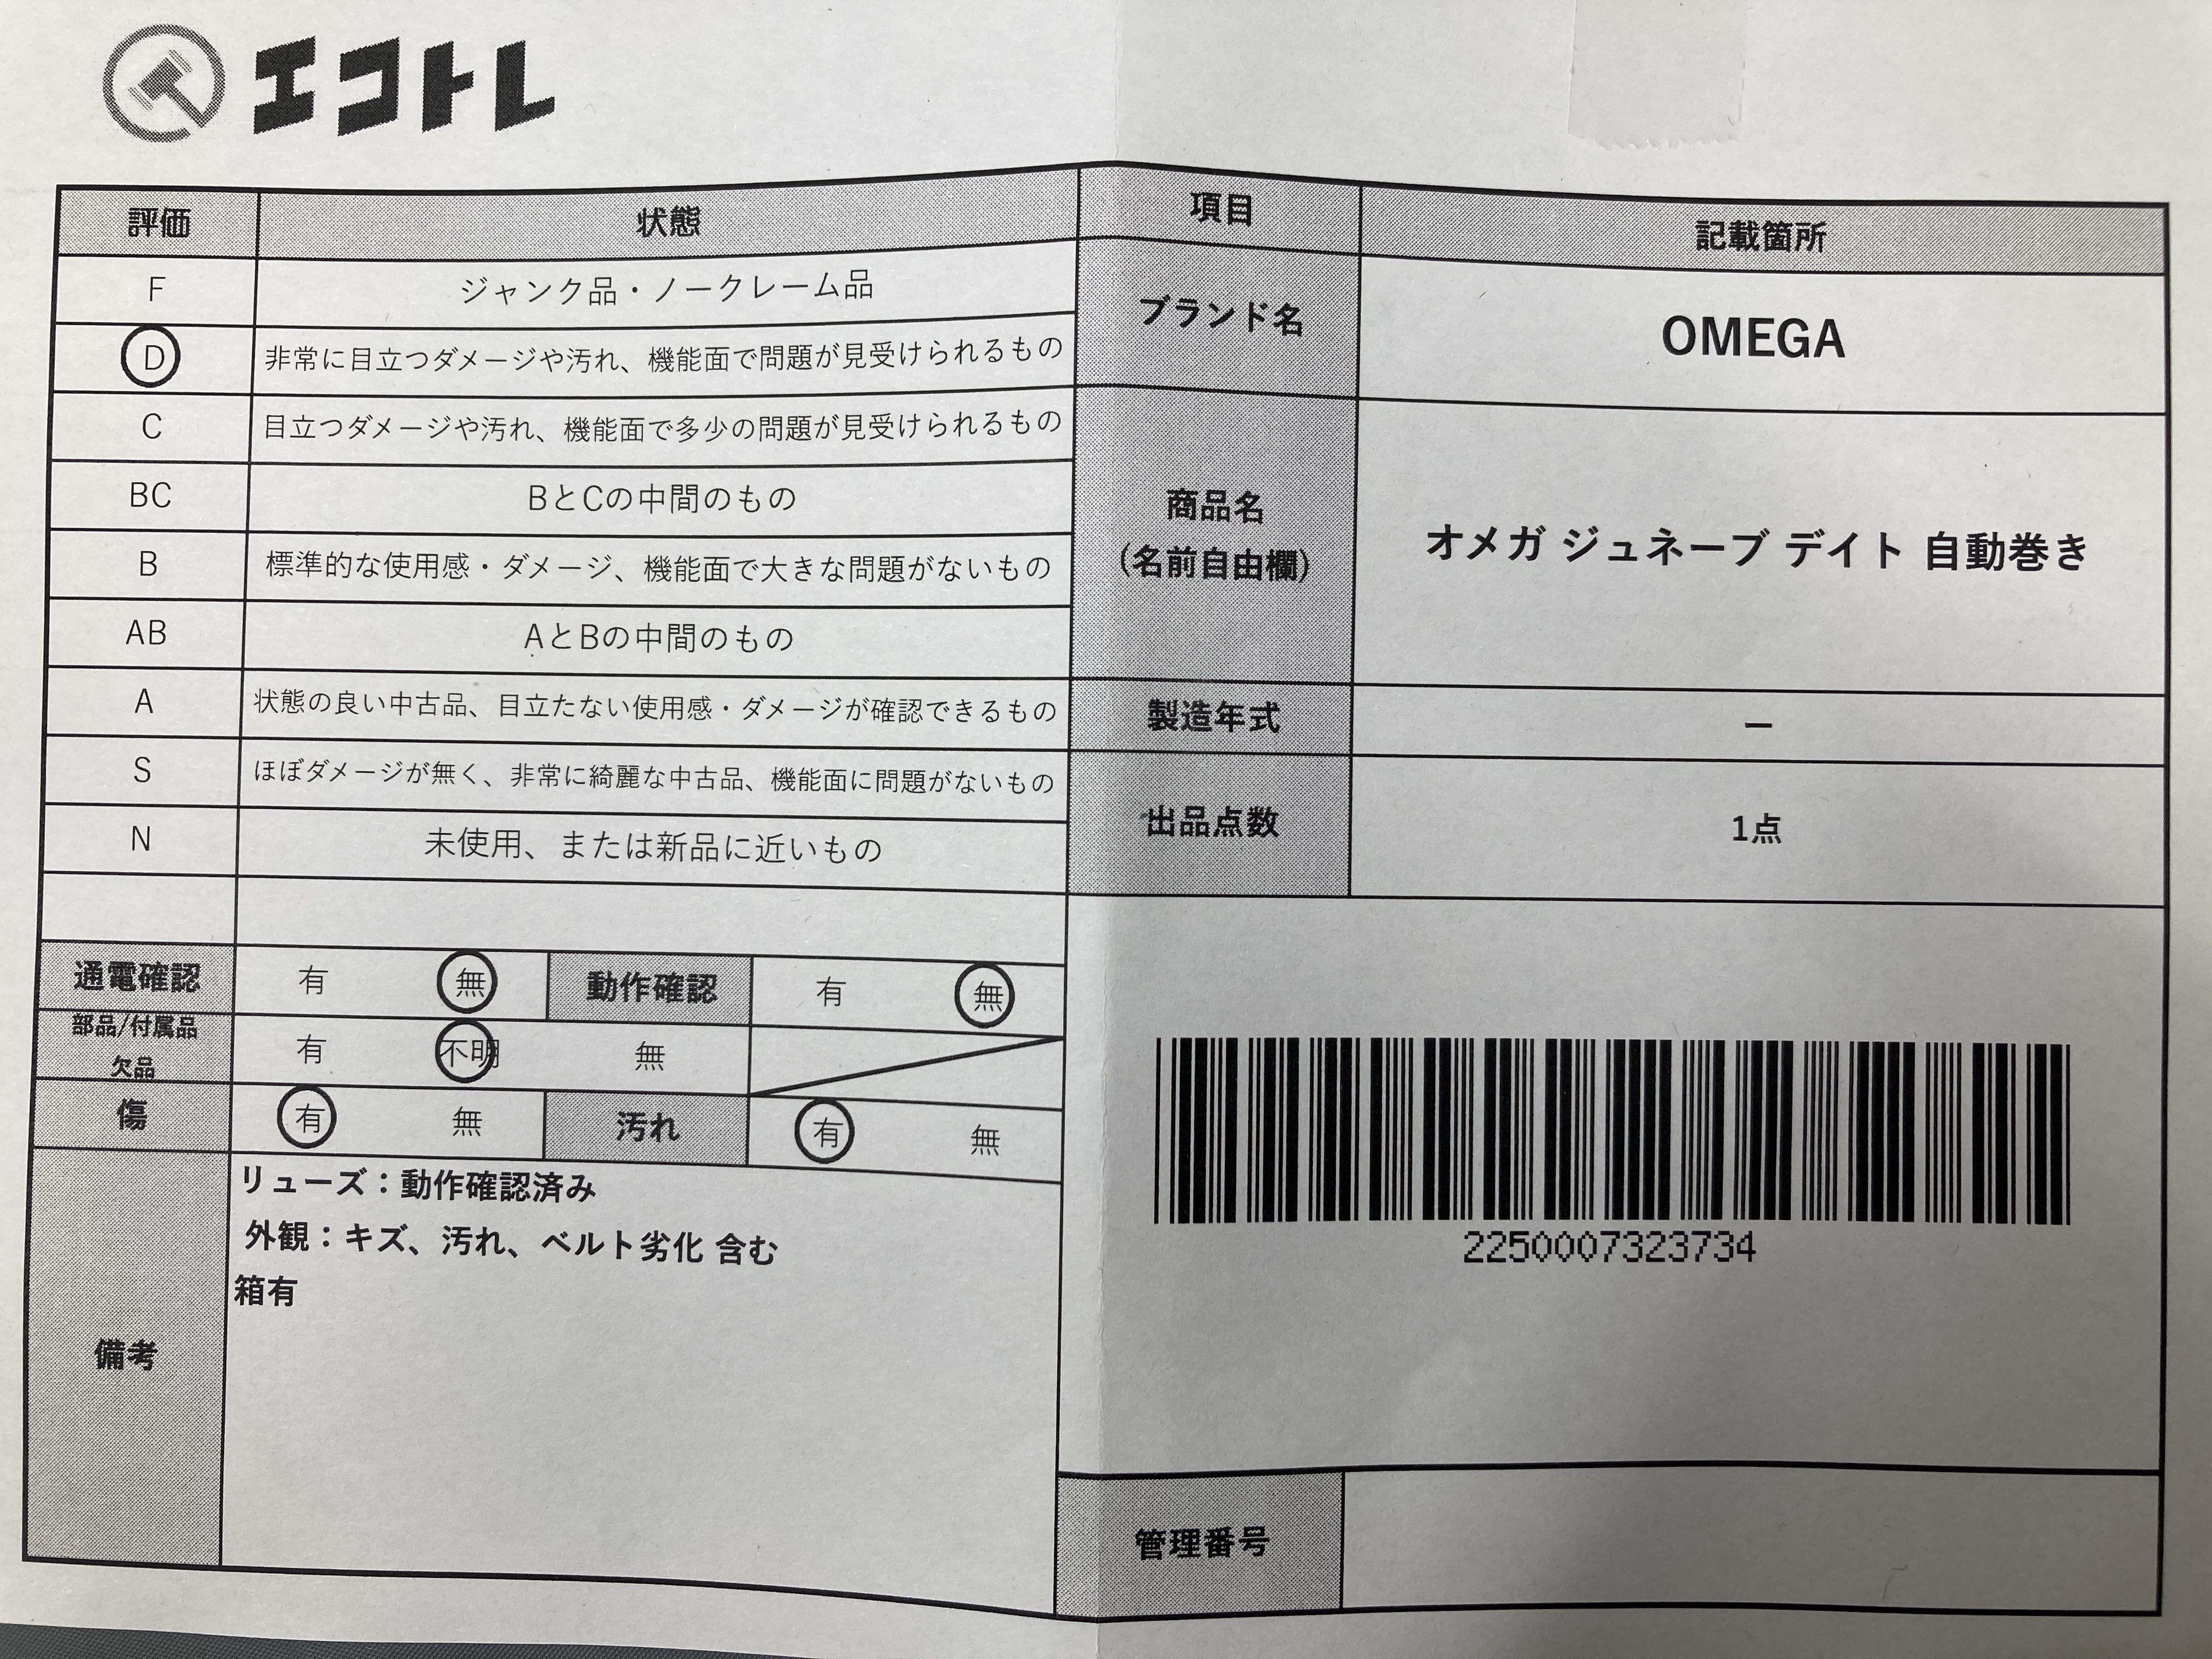 エコトレ
評価 状態
F ジャンク品・ノークレーム品
D 非常に目立つダメージや汚れ、機能面で問題が見受けられるもの
C 目立つダメージや汚れ、機能面で多少の問題が見受けられるもの
BC BとCの中間のもの
B 標準的な使用感・ダメージ、機能面で大きな問題がないもの
AB AとBの中間のもの
A 状態の良い中古品、目立たない使用感・ダメージが確認できるもの
S ほぼダメージが無く、非常に綺麗な中古品、機能面に問題がないもの
N 未使用、または新品に近いもの
通電確認 有 無 動作確認 有 無
部品/付属品
欠品 有 不明 無
傷 有 無 汚れ 有 無
備考
リューズ：動作確認済み
外観：キズ、汚れ、ベルト劣化 含む
箱有
項目 記載箇所
ブランド名 OMEGA
商品名
(名前自由欄)
オメガ ジュネーブ デイト 自動巻き
製造年式 ー
出品点数 1点
2250007323734
管理番号